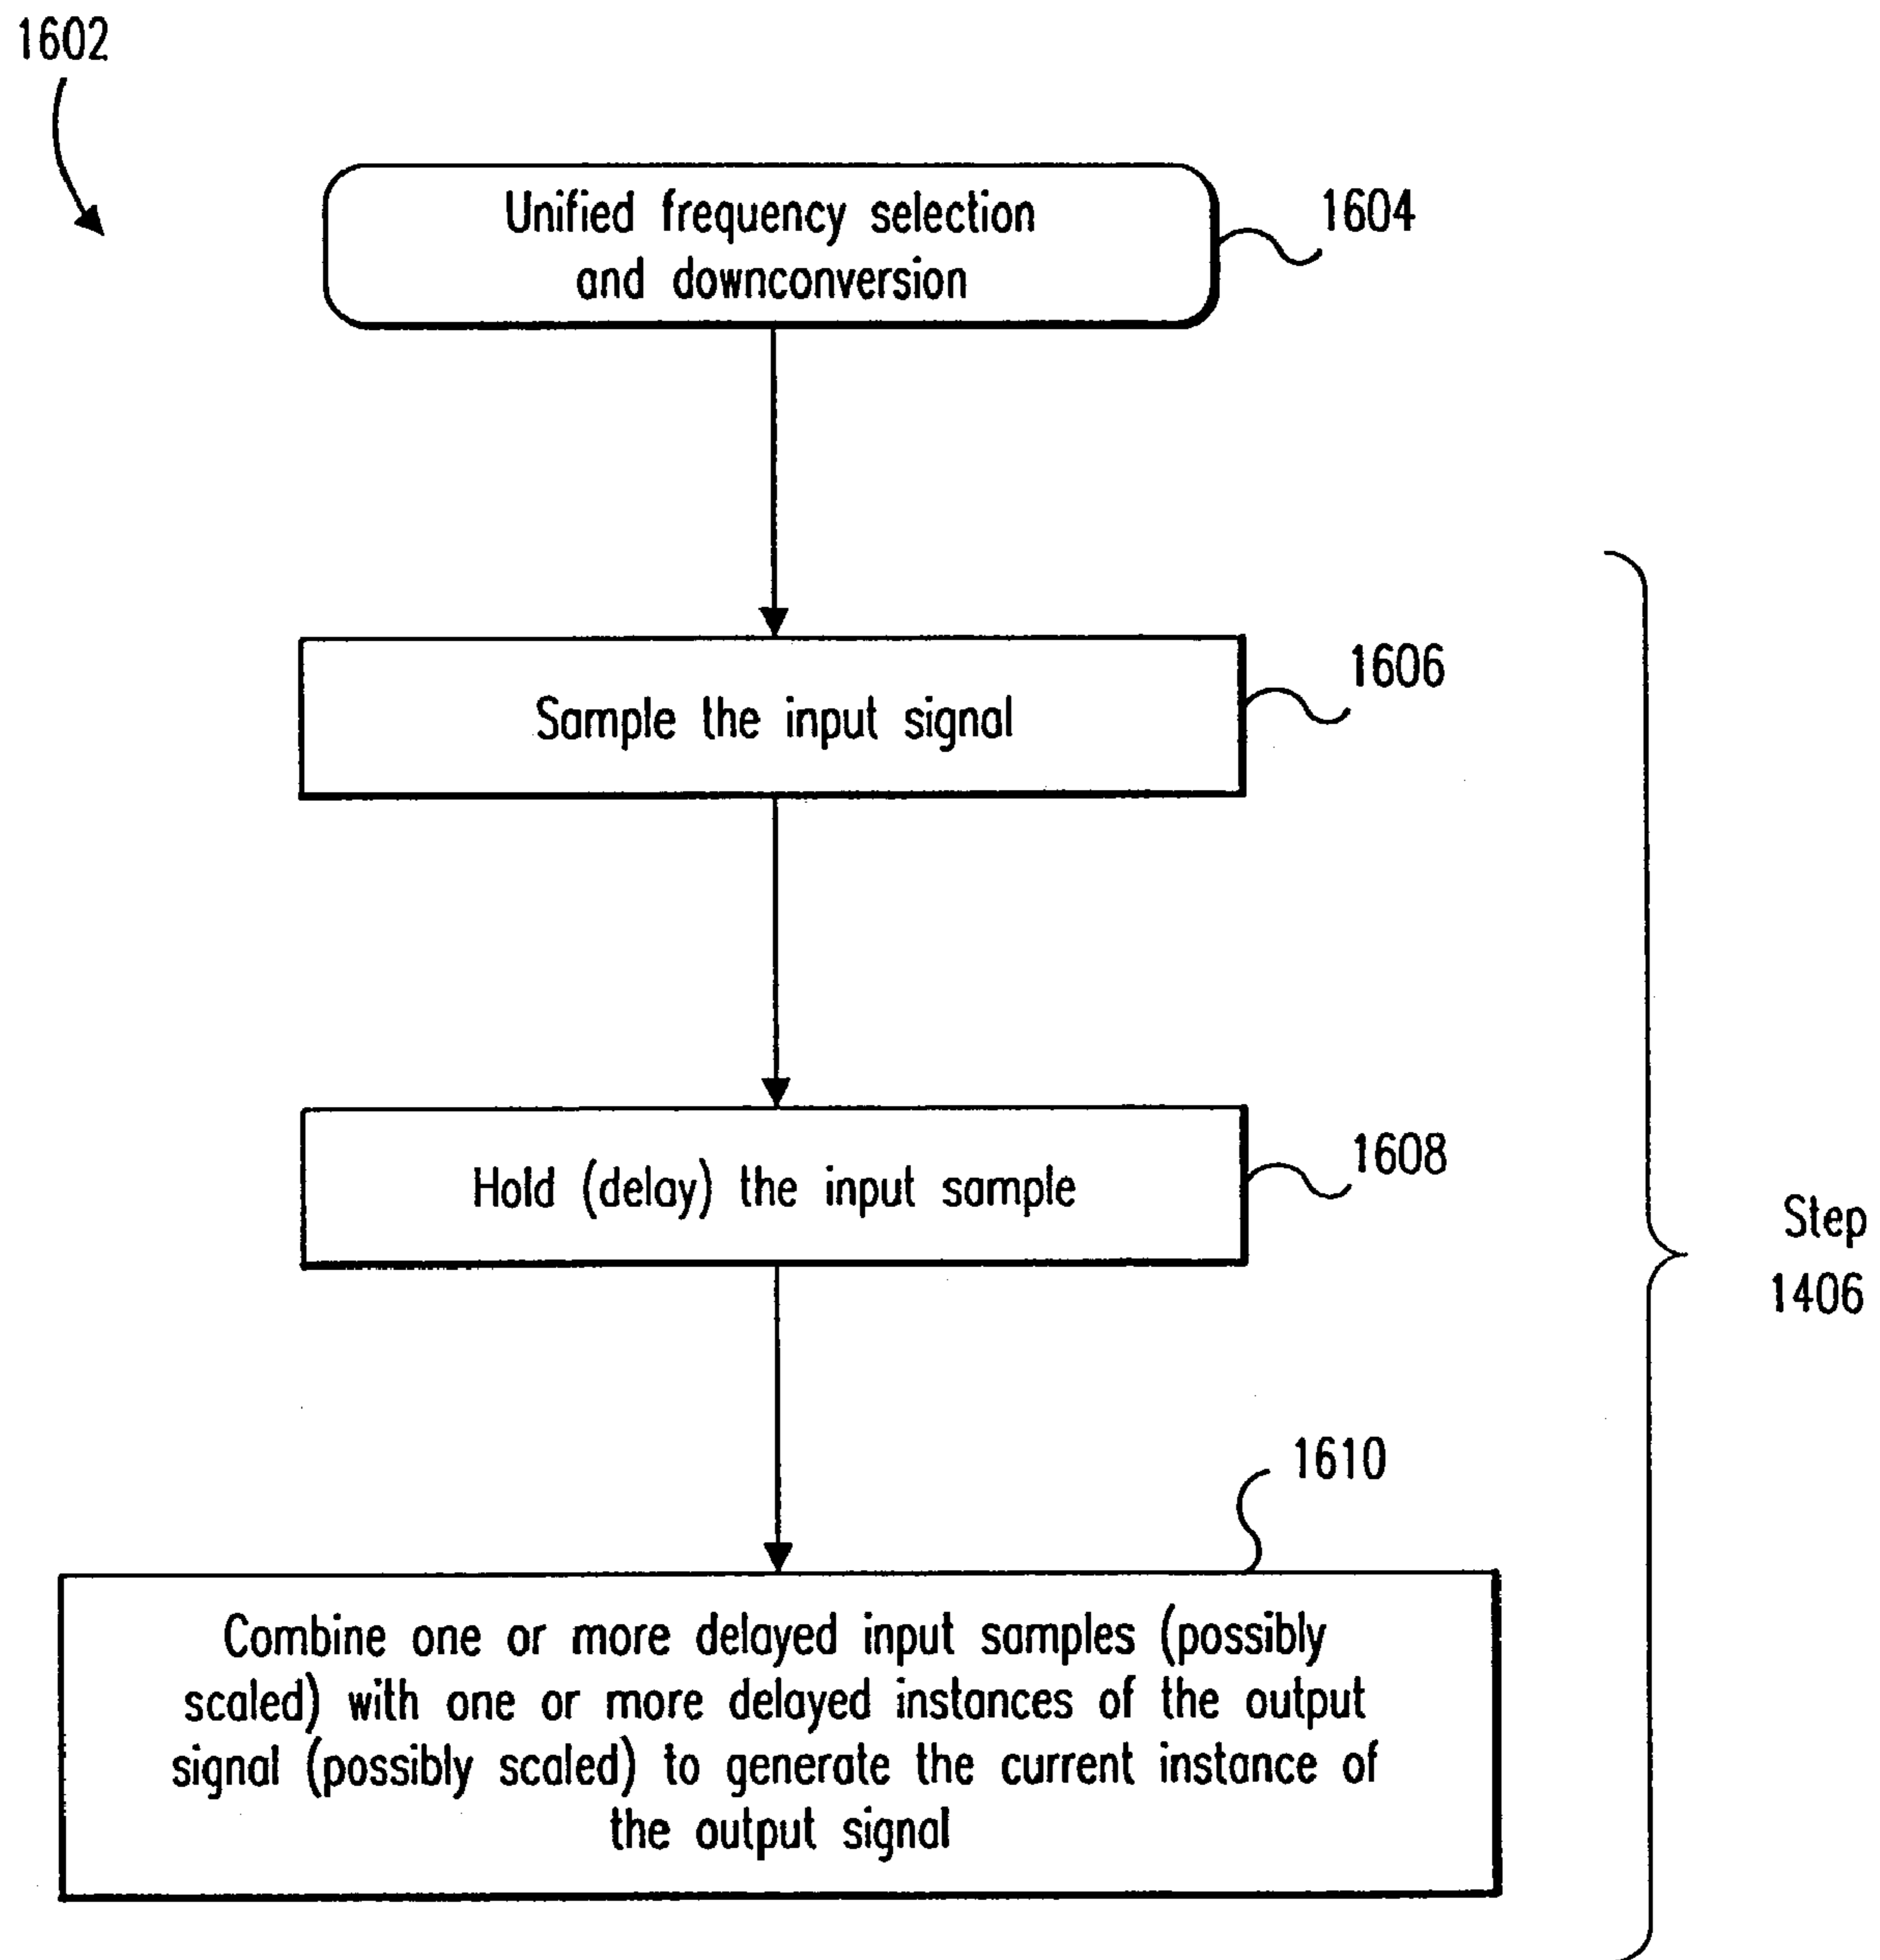 1602
Unified frequency selection
and downconversion
1604
Sample the input signal
1606
Hold (delay) the input sample
1608
Step
1406
1610
Combine one or more delayed input samples (possibly
scaled) with one or more delayed instances of the output
signal (possibly scaled) to generate the current instance of
the output signal